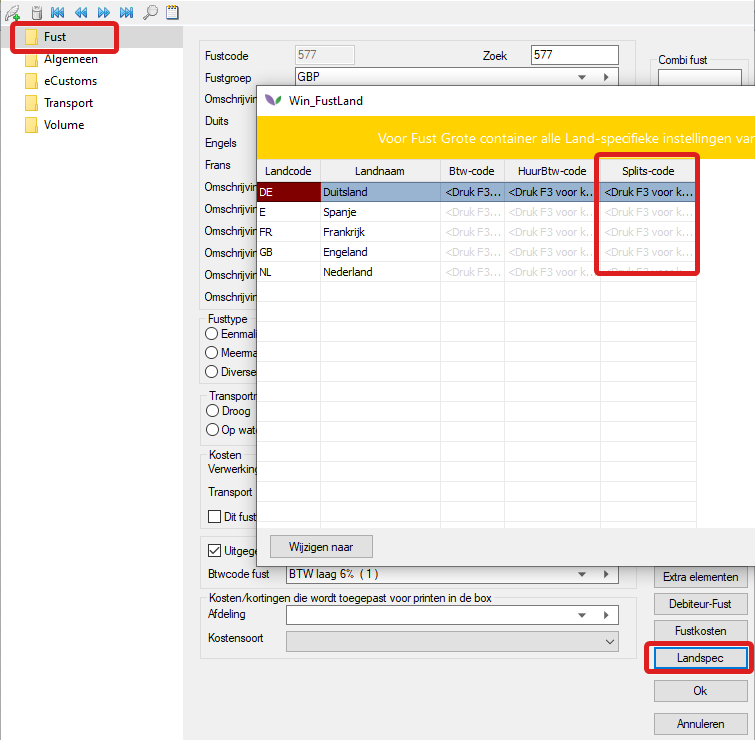 Fust
Algemeen
eCustoms
Transport
Volume
Fustcode 577 Zoek 577
Fustgroep GBP
Combi fust
Omschrijvin
Duits
Engels
Frans
Omschrijvin
Omschrijvin
Omschrijvin
Omschrijvin
Omschrijvin
Omschrijvin
Win_FustLand
Voor Fust Grote container alle Land-specifieke instellingen var
Landcode Landnaam Btw-code HuurBtw-code Splits-code
DE Duitsland <Druk F3... <Druk F3 voor k... <Druk F3 voor k...
E Spanje <Druk F3... <Druk F3 voor k... <Druk F3 voor k...
FR Frankrijk <Druk F3... <Druk F3 voor k... <Druk F3 voor k...
GB Engeland <Druk F3... <Druk F3 voor k... <Druk F3 voor k...
NL Nederland <Druk F3... <Druk F3 voor k... <Druk F3 voor k...
Wijzigen naar
Fusttype
Eenmali
Meerma
Diverse
Transportm
Droog
Op wate
Kosten
Verwerking
Transport
Dit fust
Uitgege
Btwcode fust BTW laag 6% ( 1 )
Kosten/kortingen die wordt toegepast voor printen in de box
Afdeling
Kostensoort
Extra elementen
Debiteur-Fust
Fustkosten
Landspec
Ok
Annuleren